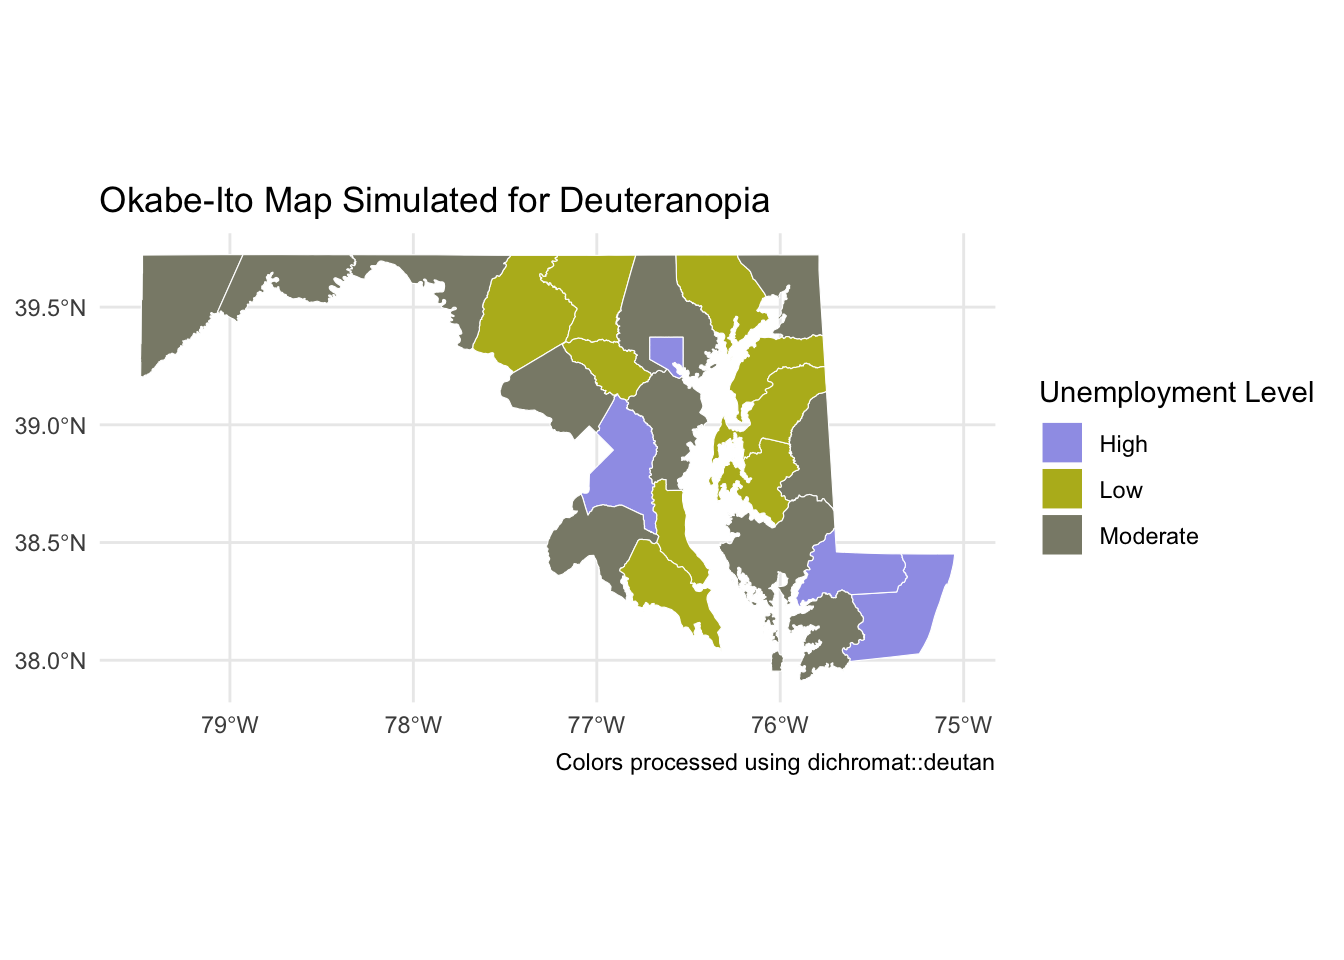 Okabe-Ito Map Simulated for Deuteranopia
39.5°N
39.0°N
38.5°N
38.0°N
79°W
78°W
77°W
76°W
75°W
Colors processed using dichromat::deutan
Unemployment Level
High
Low
Moderate